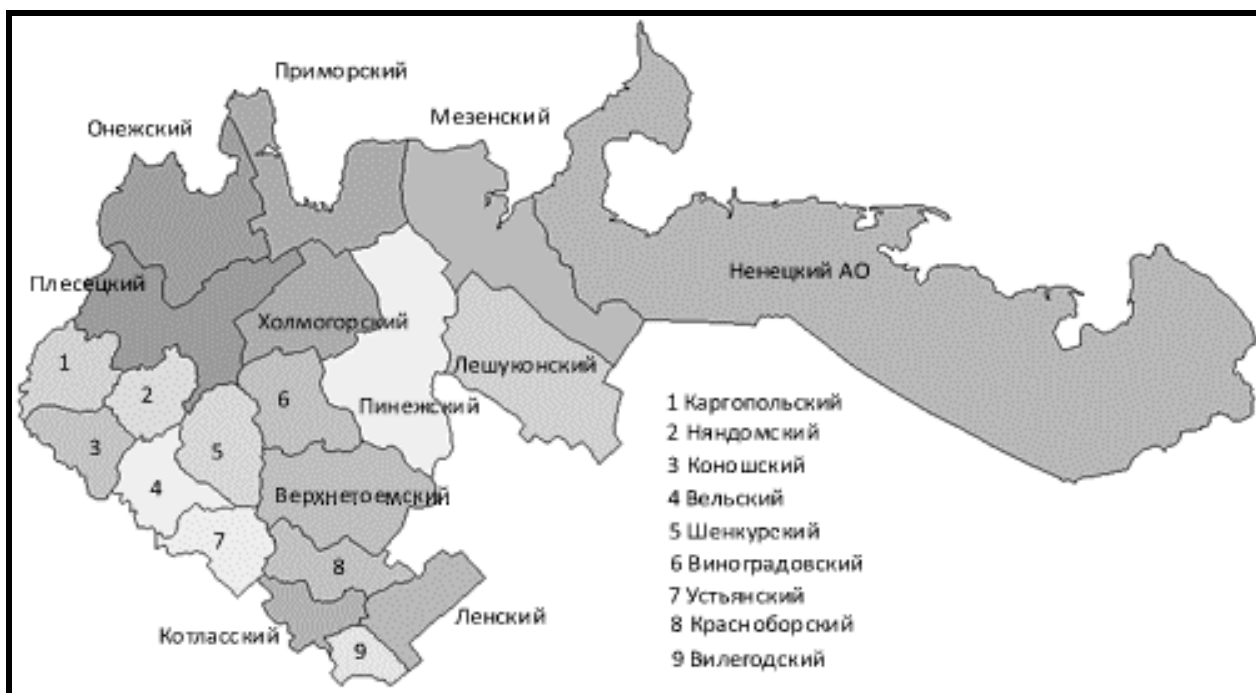 Приморский
Мезенский
Онежский
Ненецкий АО
Плесецкий
Холмогорский
1
Лешуконский
2
6
Пинежский
1 Каргопольский
2 Няндомский
3
5
3 Коношский
4
Верхнетоемский
4 Вельский
5 Шенкурский
7
6 Виноградовский
8
7 Устьянский
Ленский
8 Красноборский
Котласский
9
9 Вилегодский